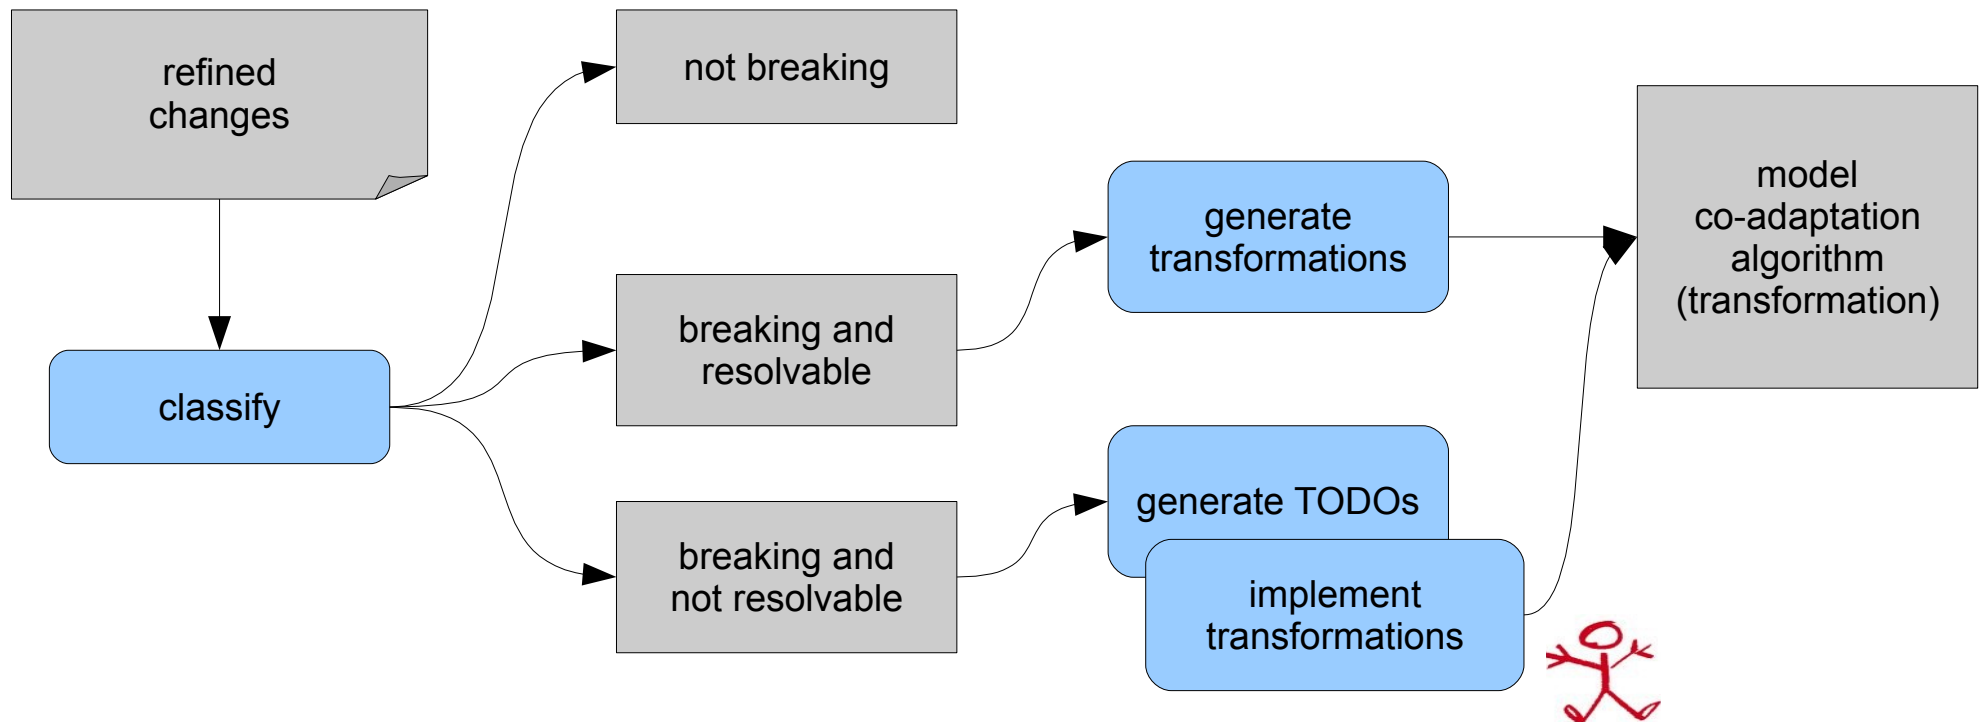 refined
changes
classify
not breaking
breaking and
resolvable
breaking and
not resolvable
generate
transformations
generate TODOs
implement
transformations
model
co-adaptation
algorithm
(transformation)